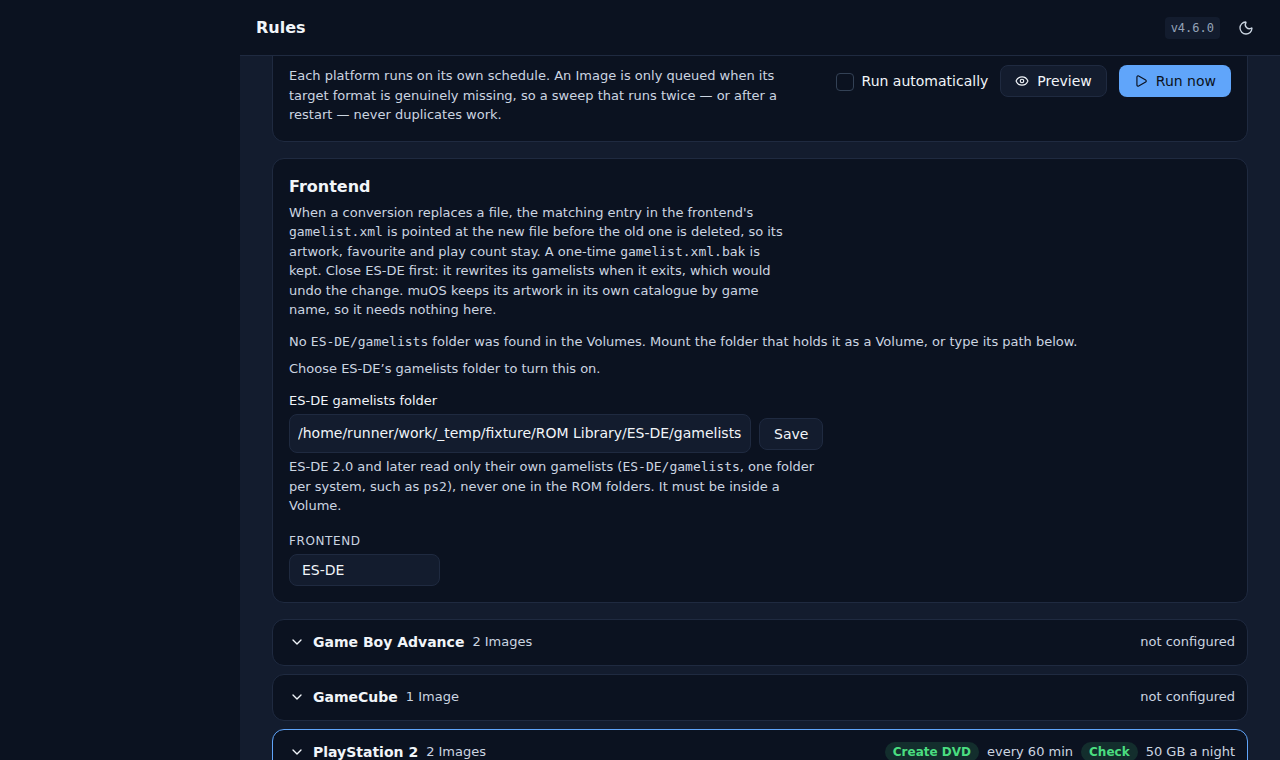 Rules
v4.6.0
Each platform runs on its own schedule. An Image is only queued when its
target format is genuinely missing, so a sweep that runs twice — or after a
restart — never duplicates work.
Run automatically
Preview
Run now
Frontend
When a conversion replaces a file, the matching entry in the frontend's
gamelist.xml is pointed at the new file before the old one is deleted, so its
artwork, favourite and play count stay. A one-time gamelist.xml.bak is
kept. Close ES-DE first: it rewrites its gamelists when it exits, which would
undo the change. muOS keeps its artwork in its own catalogue by game
name, so it needs nothing here.
No ES-DE/gamelists folder was found in the Volumes. Mount the folder that holds it as a Volume, or type its path below.
Choose ES-DE’s gamelists folder to turn this on.
ES-DE gamelists folder
/home/runner/work/_temp/fixture/ROM Library/ES-DE/gamelists
Save
ES-DE 2.0 and later read only their own gamelists (ES-DE/gamelists, one folder
per system, such as ps2), never one in the ROM folders. It must be inside a
Volume.
FRONTEND
ES-DE
Game Boy Advance 2 Images not configured
GameCube 1 Image not configured
PlayStation 2 2 Images Create DVD every 60 min Check 50 GB a night